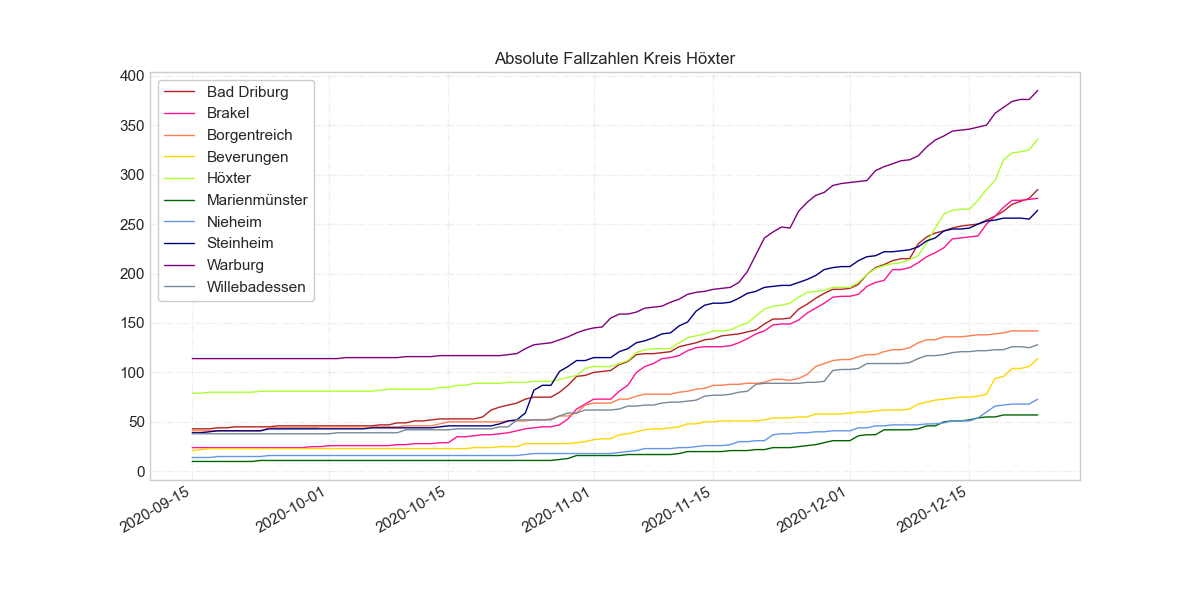 Absolute Fallzahlen Kreis Höxter
400
350
300
250
200
150
100
50
0
Bad Driburg
Brakel
Borgentreich
Beverungen
Höxter
Marienmünster
Nieheim
Steinheim
Warburg
Willebadessen
2020-09-15
2020-10-01
2020-10-15
2020-11-01
2020-11-15
2020-12-01
2020-12-15